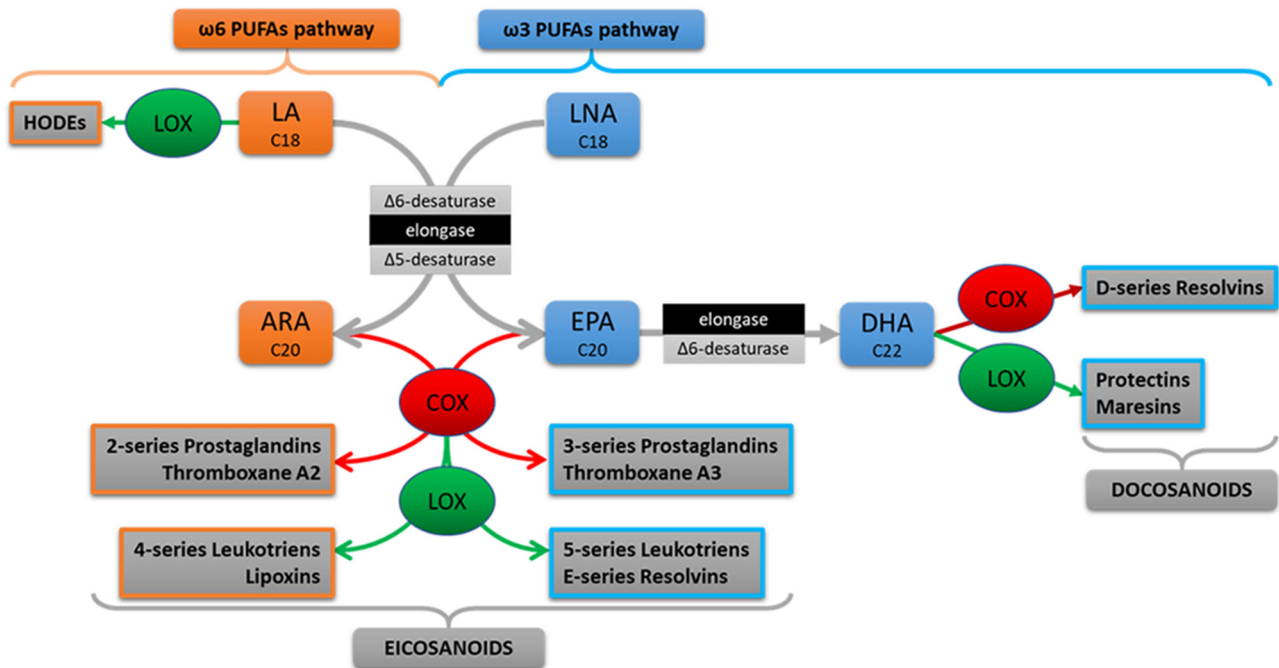 ω6 PUFAs pathway
ω3 PUFAs pathway
HODEs
LOX
LA
C18
LNA
C18
Δ6-desaturase
elongase
Δ5-desaturase
ARA
C20
EPA
C20
elongase
Δ6-desaturase
DHA
C22
COX
D-series Resolvins
LOX
Protectins
Maresins
DOCOSANOIDS
COX
2-series Prostaglandins
Thromboxane A2
3-series Prostaglandins
Thromboxane A3
LOX
4-series Leukotriens
Lipoxins
5-series Leukotriens
E-series Resolvins
EICOSANOIDS